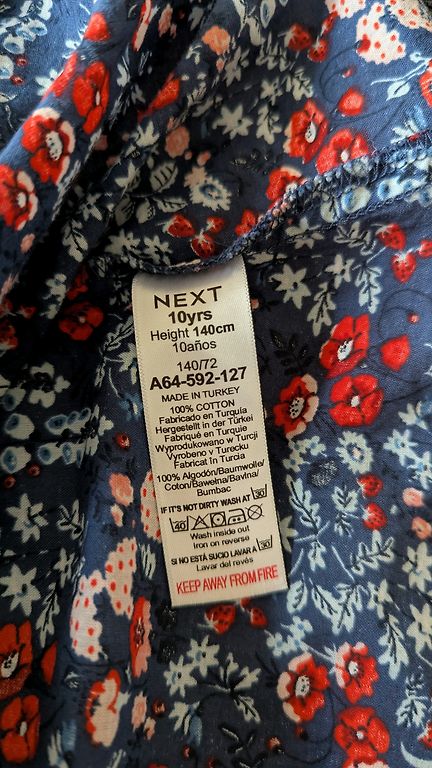 NEXT
10yrs
Height 140cm
10años
140/72
A64-592-127
MADE IN TURKEY
100% COTTON
Fabricado en Turquía
Hergestellt in der Türkei
Fabriqué en Turquie
Wyprodukowano w Turcji
Vyrobeno v Turecku
Fabricat în Turcia
100% Algodón/Baumwolle/
Coton/Bawełna/Bavlna/
Bumbac
IF IT'S NOT DIRTY WASH AT 30
40
Wash inside out
Iron on reverse
SI NO ESTÁ SUCIO LAVAR A 30
Lavar del revés
KEEP AWAY FROM FIRE